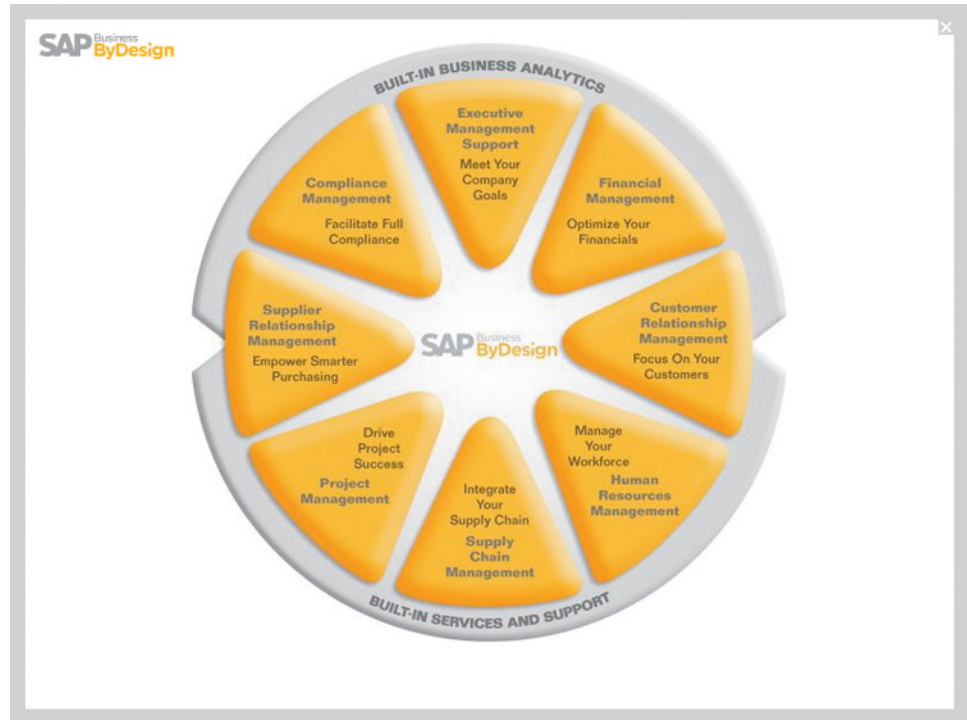 SAP Business
ByDesign
BUILT-IN BUSINESS ANALYTICS
Executive
Management
Support
Meet Your
Company
Goals
Compliance
Management
Facilitate Full
Compliance
Financial
Management
Optimize Your
Financials
Supplier
Relationship
Management
Empower Smarter
Purchasing
SAP Business
ByDesign
Customer
Relationship
Management
Focus On Your
Customers
Drive
Project
Success
Project
Management
Integrate
Your
Supply Chain
Supply
Chain
Management
Manage
Your
Workforce
Human
Resources
Management
BUILT-IN SERVICES AND SUPPORT